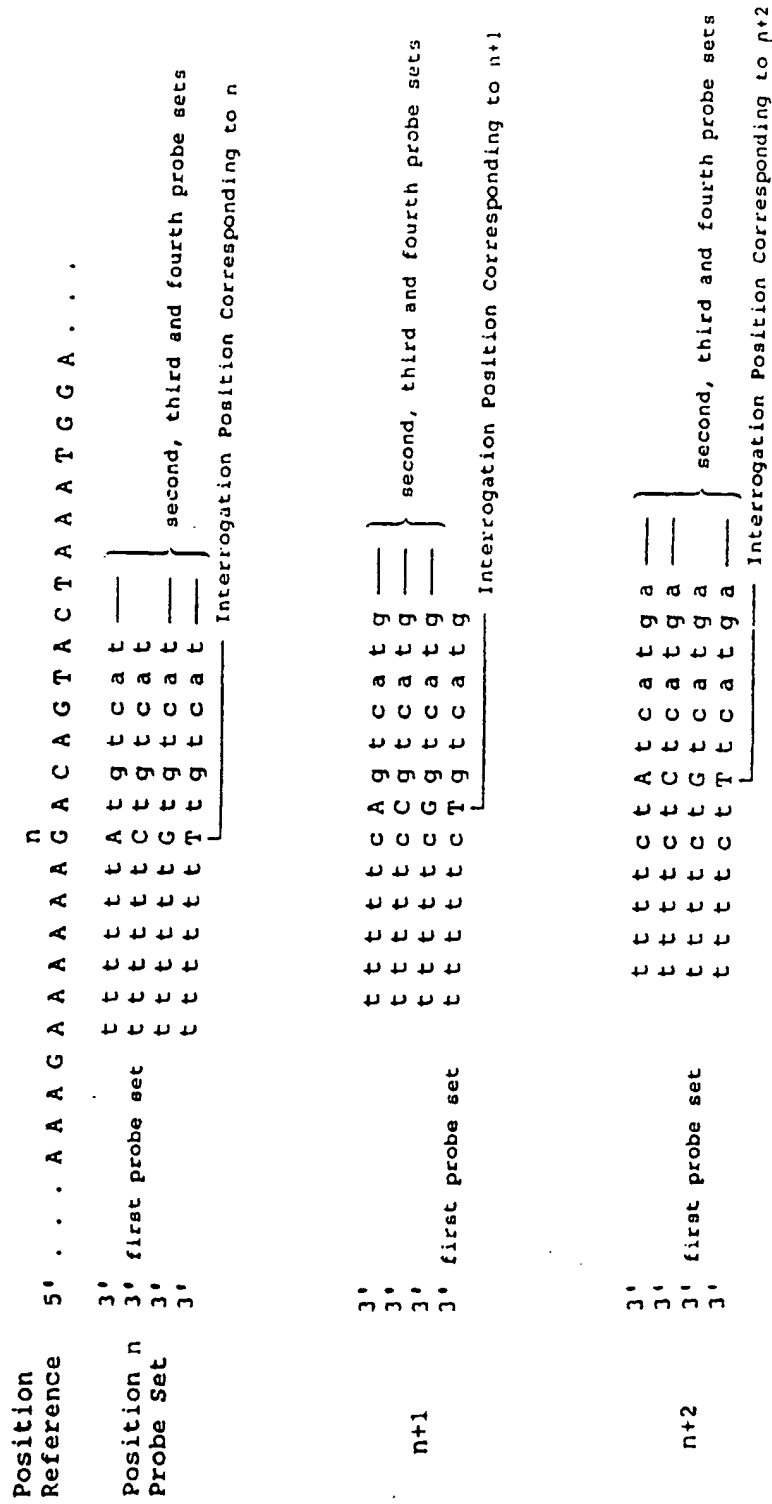 Position n
Reference 5' . . . A A A G A A A A A A G A C A G T A C T A A A T G G A . . .
Position n 3' t t t t t t A t g t c a t
Probe Set 3' first probe set t t t t t t C t g t c a t
3' t t t t t t G t g t c a t
3' t t t t t t T t g t c a t
second, third and fourth probe sets
Interrogation Position Corresponding to n
n+1
3' t t t t t c A g t c a t g
3' t t t t t c C g t c a t g
3' t t t t t c G g t c a t g
3' first probe set t t t t t c T g t c a t g
second, third and fourth probe sets
Interrogation Position Corresponding to n+1
n+2
3' t t t t c t A t c a t g a
3' t t t t c t C t c a t g a
3' first probe set t t t t c t G t c a t g a
3' t t t t c t T t c a t g a
second, third and fourth probe sets
Interrogation Position Corresponding to n+2